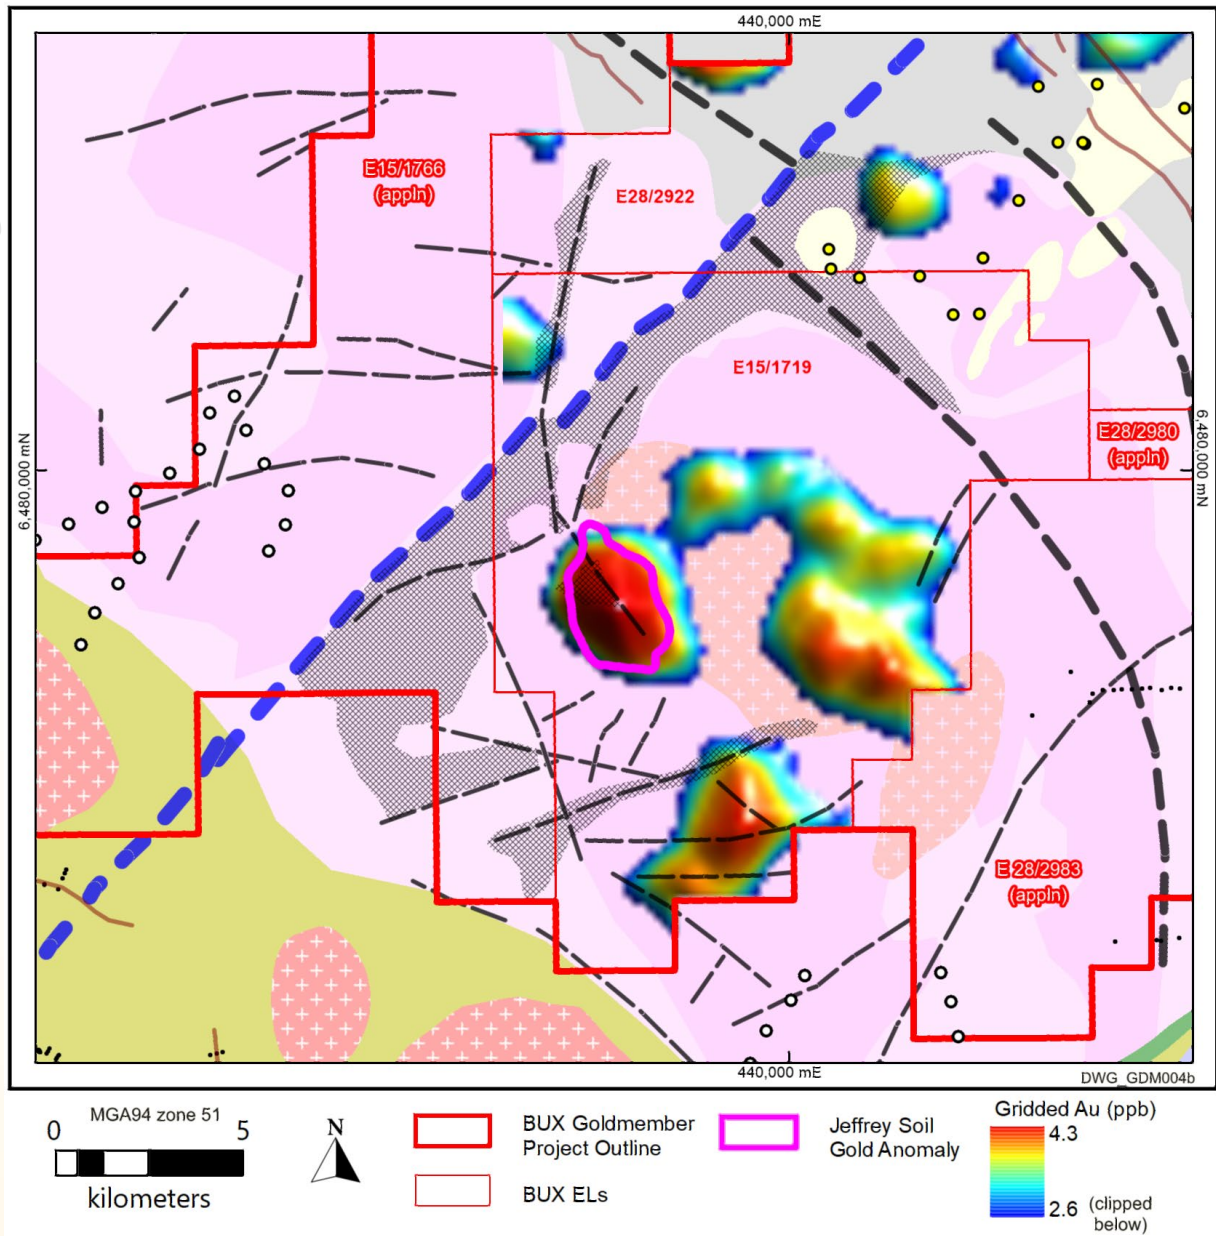 440,000 mE
E15/1766
(appln)
E28/2922
E15/1719
E28/2980
(appln)
6,480,000 mN
6,480,000 mN
E 28/2983
(appln)
440,000 mE
DWG_GDM004b
MGA94 zone 51
0 5
kilometers
N
BUX Goldmember
Project Outline
BUX ELs
Jeffrey Soil
Gold Anomaly
Gridded Au (ppb)
4.3
2.6 (clipped
below)